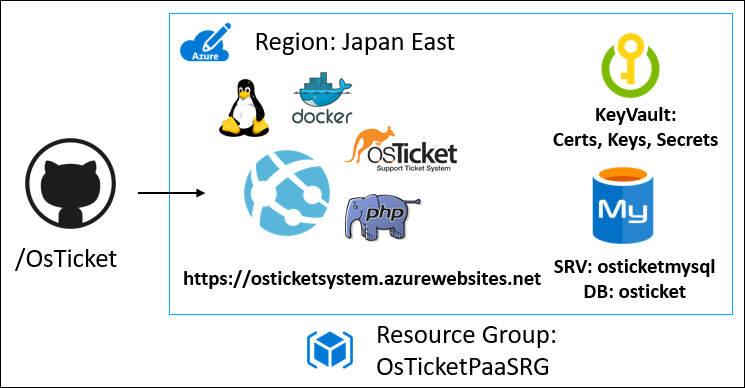 Azure
Region: Japan East
docker
osTicket
Support Ticket System
php
KeyVault:
Certs, Keys, Secrets
My
/OsTicket
https://osticketsystem.azurewebsites.net
SRV: osticketmysql
DB: osticket
Resource Group:
OsTicketPaaSRG